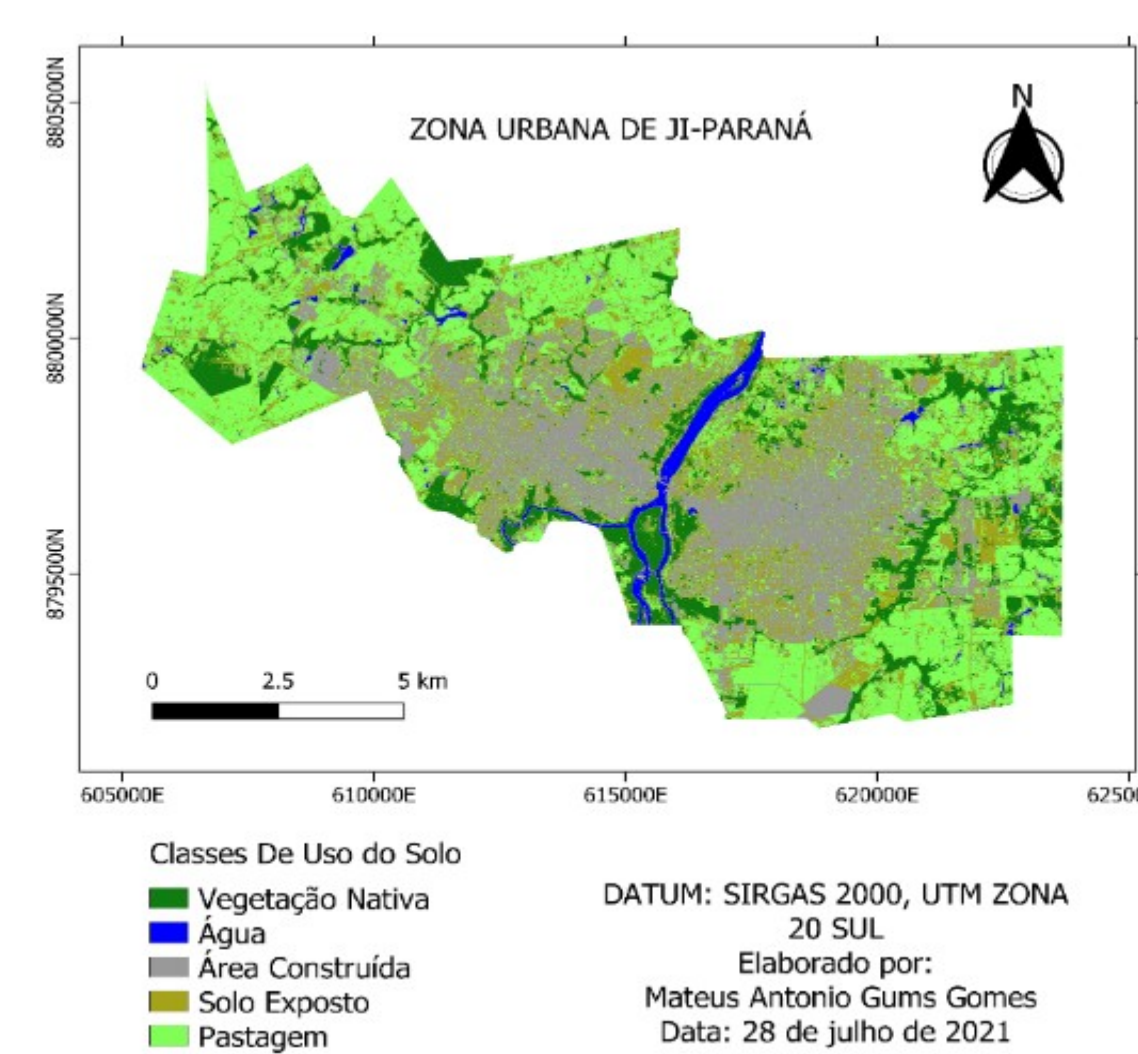 ZONA URBANA DE JI-PARANÁ
N
8805000N
8800000N
8795000N
0 2.5 5 km
605000E 610000E 615000E 620000E
Classes De Uso do Solo
Vegetação Nativa
Água
Área Construída
Solo Exposto
Pastagem
DATUM: SIRGAS 2000, UTM ZONA
20 SUL
Elaborado por:
Mateus Antonio Gums Gomes
Data: 28 de julho de 2021